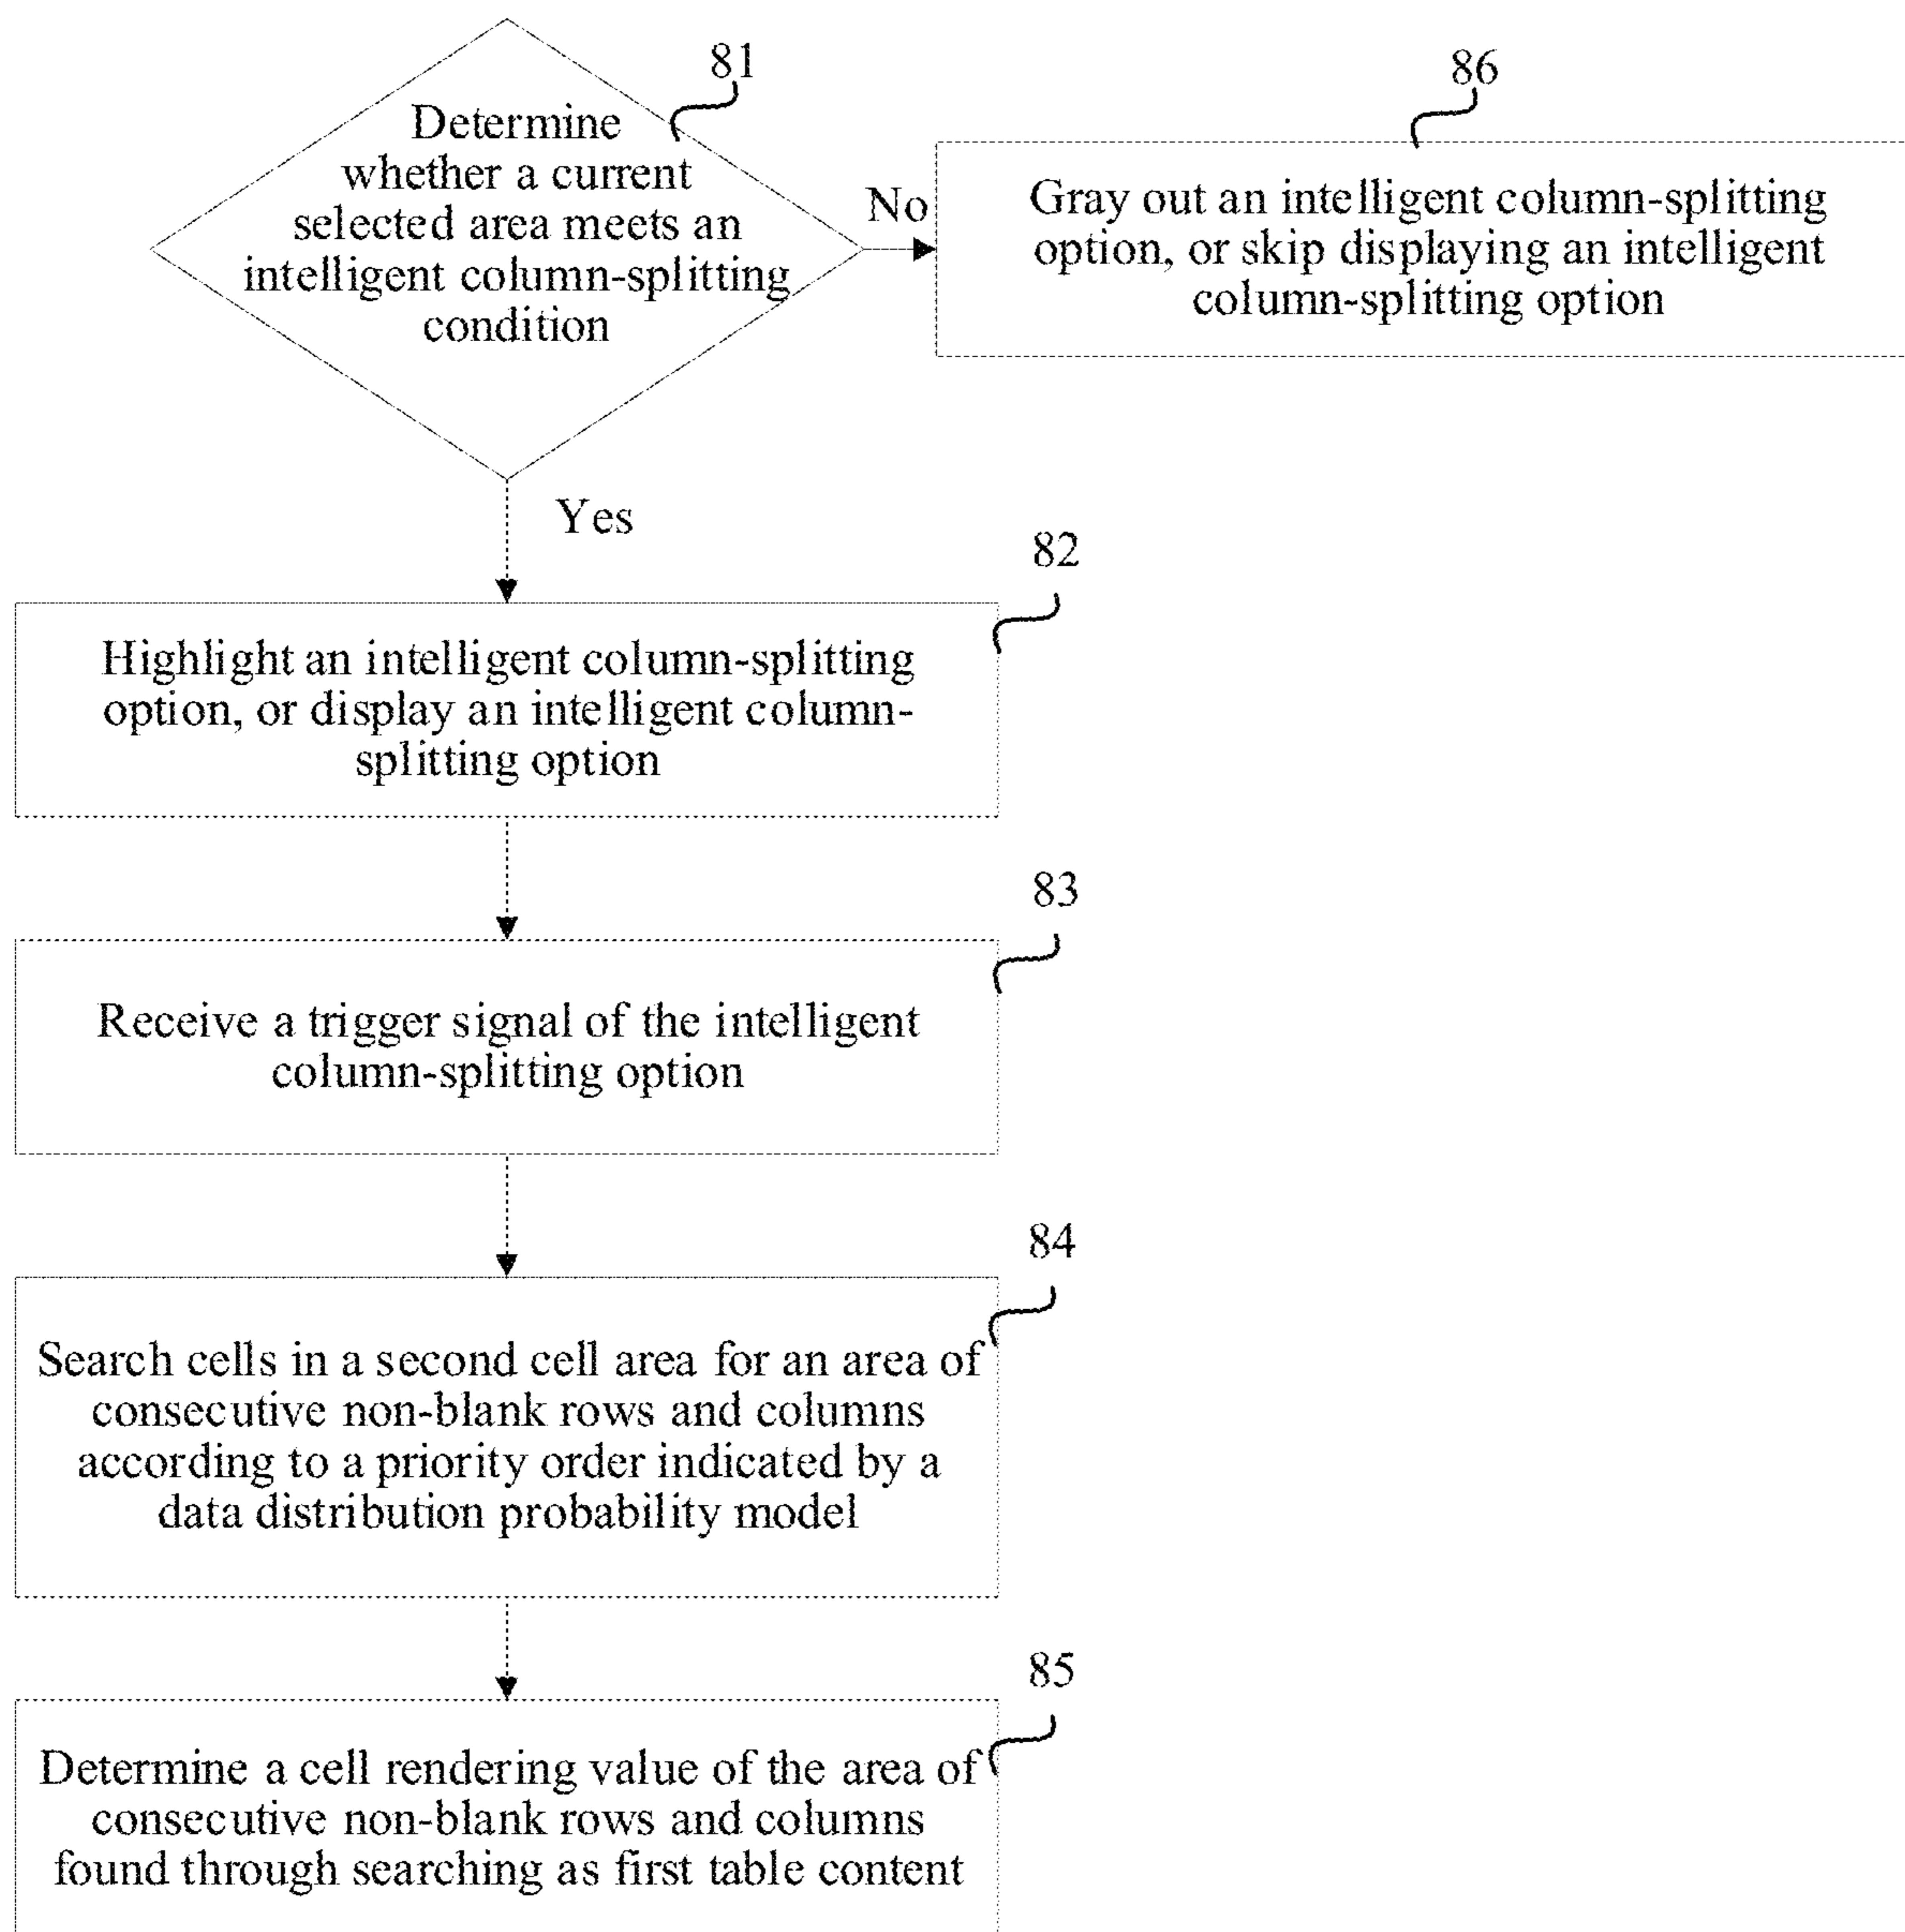 81
Determine
whether a current
selected area meets an
intelligent column-splitting
condition
No
86
Gray out an intelligent column-splitting
option, or skip displaying an intelligent
column-splitting option
Yes
82
Highlight an intelligent column-splitting
option, or display an intelligent column-
splitting option
83
Receive a trigger signal of the intelligent
column-splitting option
84
Search cells in a second cell area for an area of
consecutive non-blank rows and columns
according to a priority order indicated by a
data distribution probability model
85
Determine a cell rendering value of the area of
consecutive non-blank rows and columns
found through searching as first table content